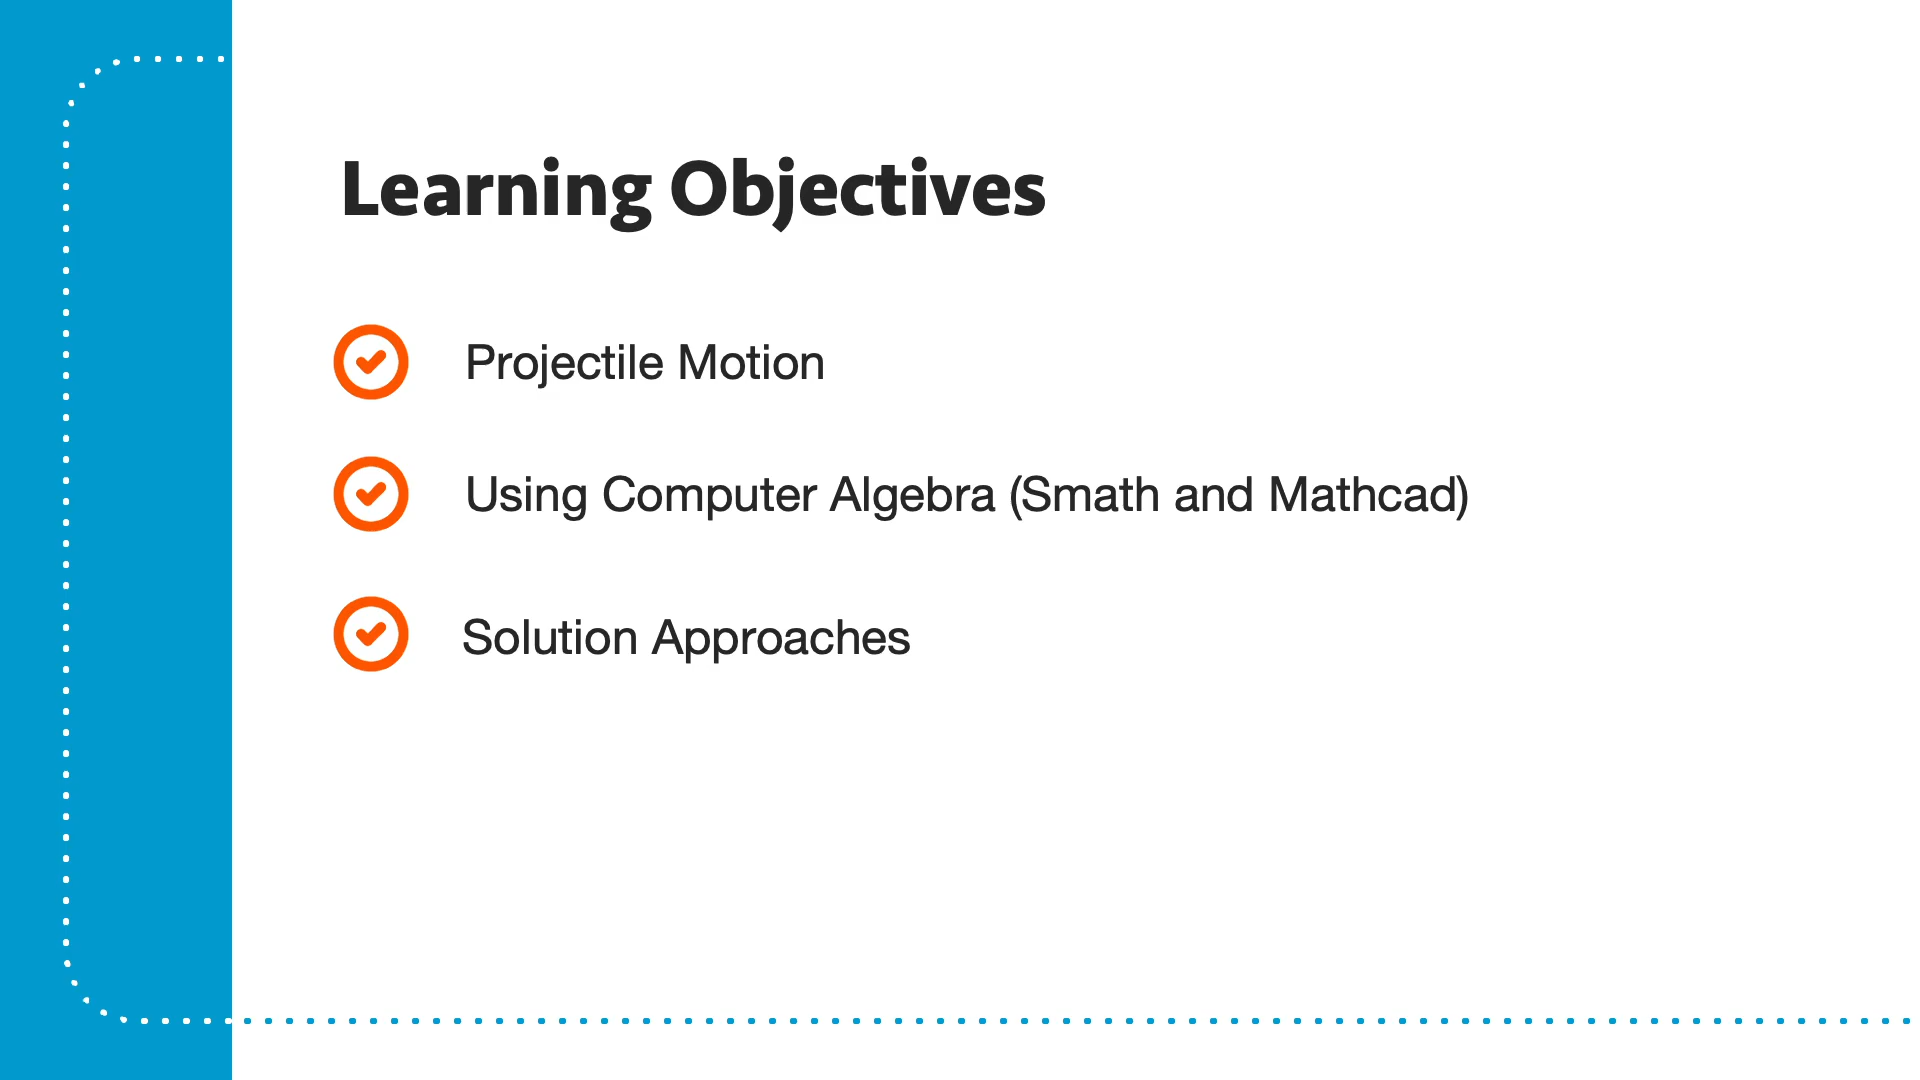 Learning Objectives
Projectile Motion
Using Computer Algebra (Smath and Mathcad)
Solution Approaches